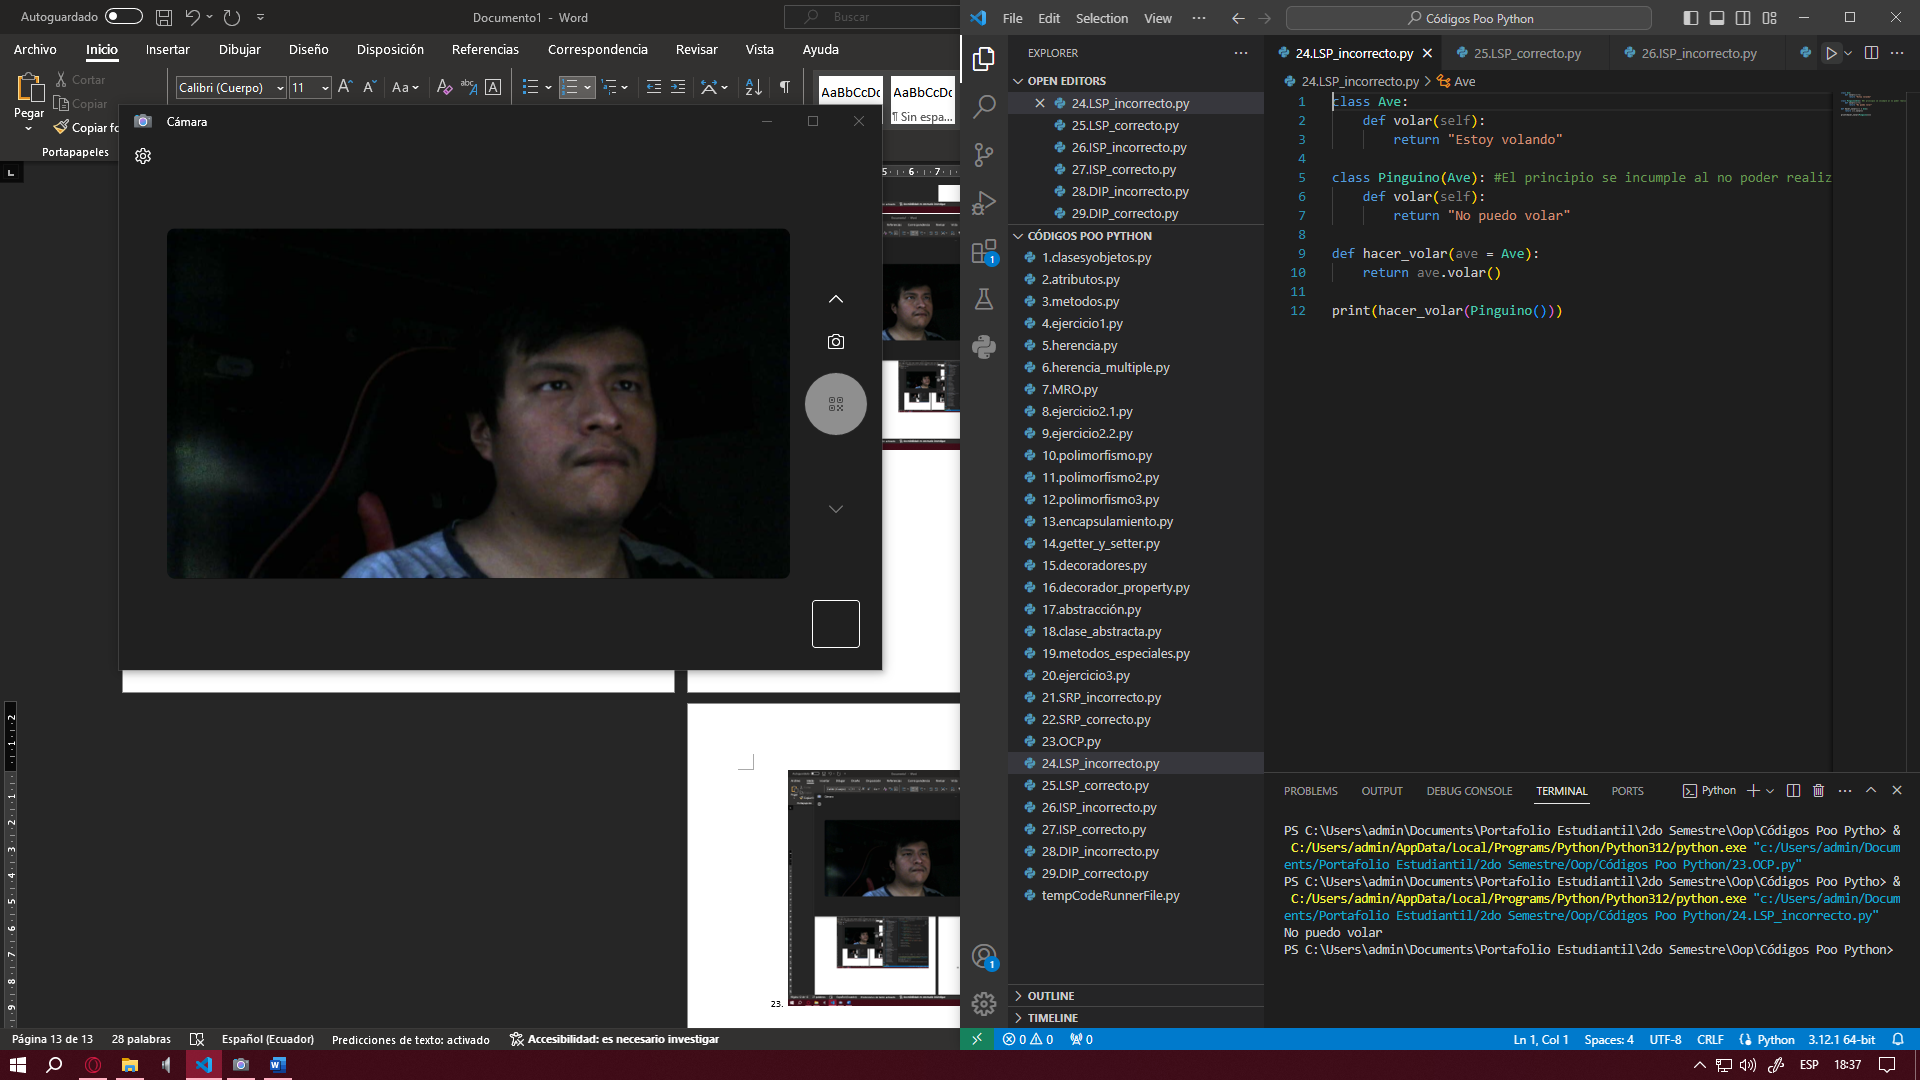 Autoguardado
Documento1 - Word
Buscar
Archivo Inicio Insertar Dibujar Diseño Disposición Referencias Correspondencia Revisar Vista Ayuda
Pegar
Cortar
Copiar
Copiar fo
Portapapeles
Calibri (Cuerpo) 11
AaBbCcDc AaBbCcDc
¶ Sin espa...
Cámara
23.
Página 13 de 13 28 palabras Español (Ecuador) Predicciones de texto: activado Accesibilidad: es necesario investigar
File Edit Selection View ···
Códigos Poo Python
EXPLORER
OPEN EDITORS
24.LSP_incorrecto.py
25.LSP_correcto.py
26.ISP_incorrecto.py
27.ISP_correcto.py
28.DIP_incorrecto.py
29.DIP_correcto.py
CÓDIGOS POO PYTHON
1.clasesyobjetos.py
2.atributos.py
3.metodos.py
4.ejercicio1.py
5.herencia.py
6.herencia_multiple.py
7.MRO.py
8.ejercicio2.1.py
9.ejercicio2.2.py
10.polimorfismo.py
11.polimorfismo2.py
12.polimorfismo3.py
13.encapsulamiento.py
14.getter_y_setter.py
15.decoradores.py
16.decorador_property.py
17.abstracción.py
18.clase_abstracta.py
19.metodos_especiales.py
20.ejercicio3.py
21.SRP_incorrecto.py
22.SRP_correcto.py
23.OCP.py
24.LSP_incorrecto.py
25.LSP_correcto.py
26.ISP_incorrecto.py
27.ISP_correcto.py
28.DIP_incorrecto.py
29.DIP_correcto.py
tempCodeRunnerFile.py
OUTLINE
TIMELINE
24.LSP_incorrecto.py 25.LSP_correcto.py 26.ISP_incorrecto.py
24.LSP_incorrecto.py > Ave
1 class Ave:
2 def volar(self):
3 return "Estoy volando"
4
5 class Pinguino(Ave): #El principio se incumple al no poder realiz
6 def volar(self):
7 return "No puedo volar"
8
9 def hacer_volar(ave = Ave):
10 return ave.volar()
11
12 print(hacer_volar(Pinguino()))
PROBLEMS OUTPUT DEBUG CONSOLE TERMINAL PORTS Python
PS C:\Users\admin\Documents\Portafolio Estudiantil\2do Semestre\Oop\Códigos Poo Pytho> &
C:/Users/admin/AppData/Local/Programs/Python/Python312/python.exe "c:/Users/admin/Docum
ents/Portafolio Estudiantil/2do Semestre/Oop/Códigos Poo Python/23.OCP.py"
PS C:\Users\admin\Documents\Portafolio Estudiantil\2do Semestre\Oop\Códigos Poo Pytho> &
C:/Users/admin/AppData/Local/Programs/Python/Python312/python.exe "c:/Users/admin/Docum
ents/Portafolio Estudiantil/2do Semestre/Oop/Códigos Poo Python/24.LSP_incorrecto.py"
No puedo volar
PS C:\Users\admin\Documents\Portafolio Estudiantil\2do Semestre\Oop\Códigos Poo Python>
0 0 0 Ln 1, Col 1 Spaces: 4 UTF-8 CRLF Python 3.12.1 64-bit
ESP 18:37